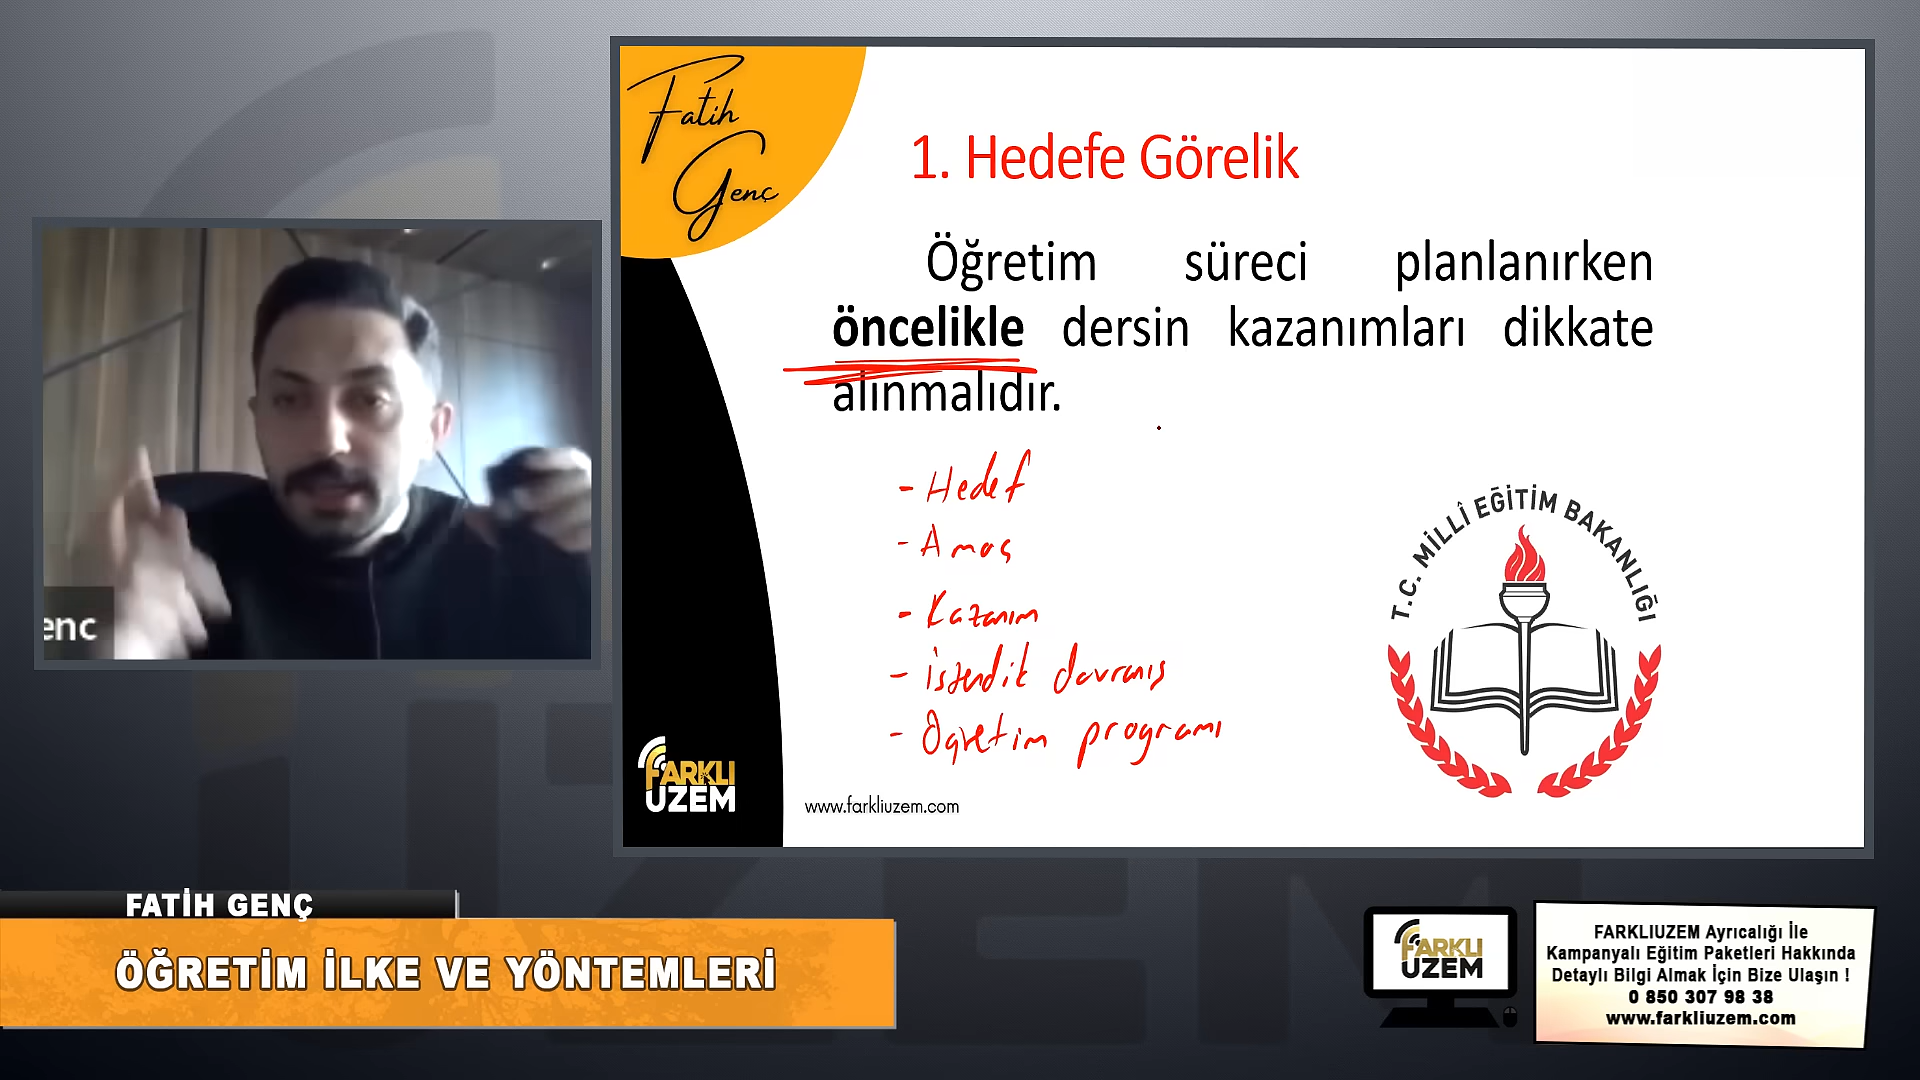 Fatih
Genç
1. Hedefe Görelik
Öğretim süreci planlanırken
öncelikle dersin kazanımları dikkate
alınmalıdır.
- Hedef
- Amaç
- Kazanım
- İstendik davranış
- Öğretim programı
T.C. MİLLÎ EĞİTİM BAKANLIĞI
enc
FARKLI
UZEM
www.farkliuzem.com
FATİH GENÇ
ÖĞRETİM İLKE VE YÖNTEMLERİ
FARKLI
UZEM
FARKLIUZEM Ayrıcalığı İle
Kampanyalı Eğitim Paketleri Hakkında
Detaylı Bilgi Almak İçin Bize Ulaşın !
0 850 307 98 38
www.farkliuzem.com